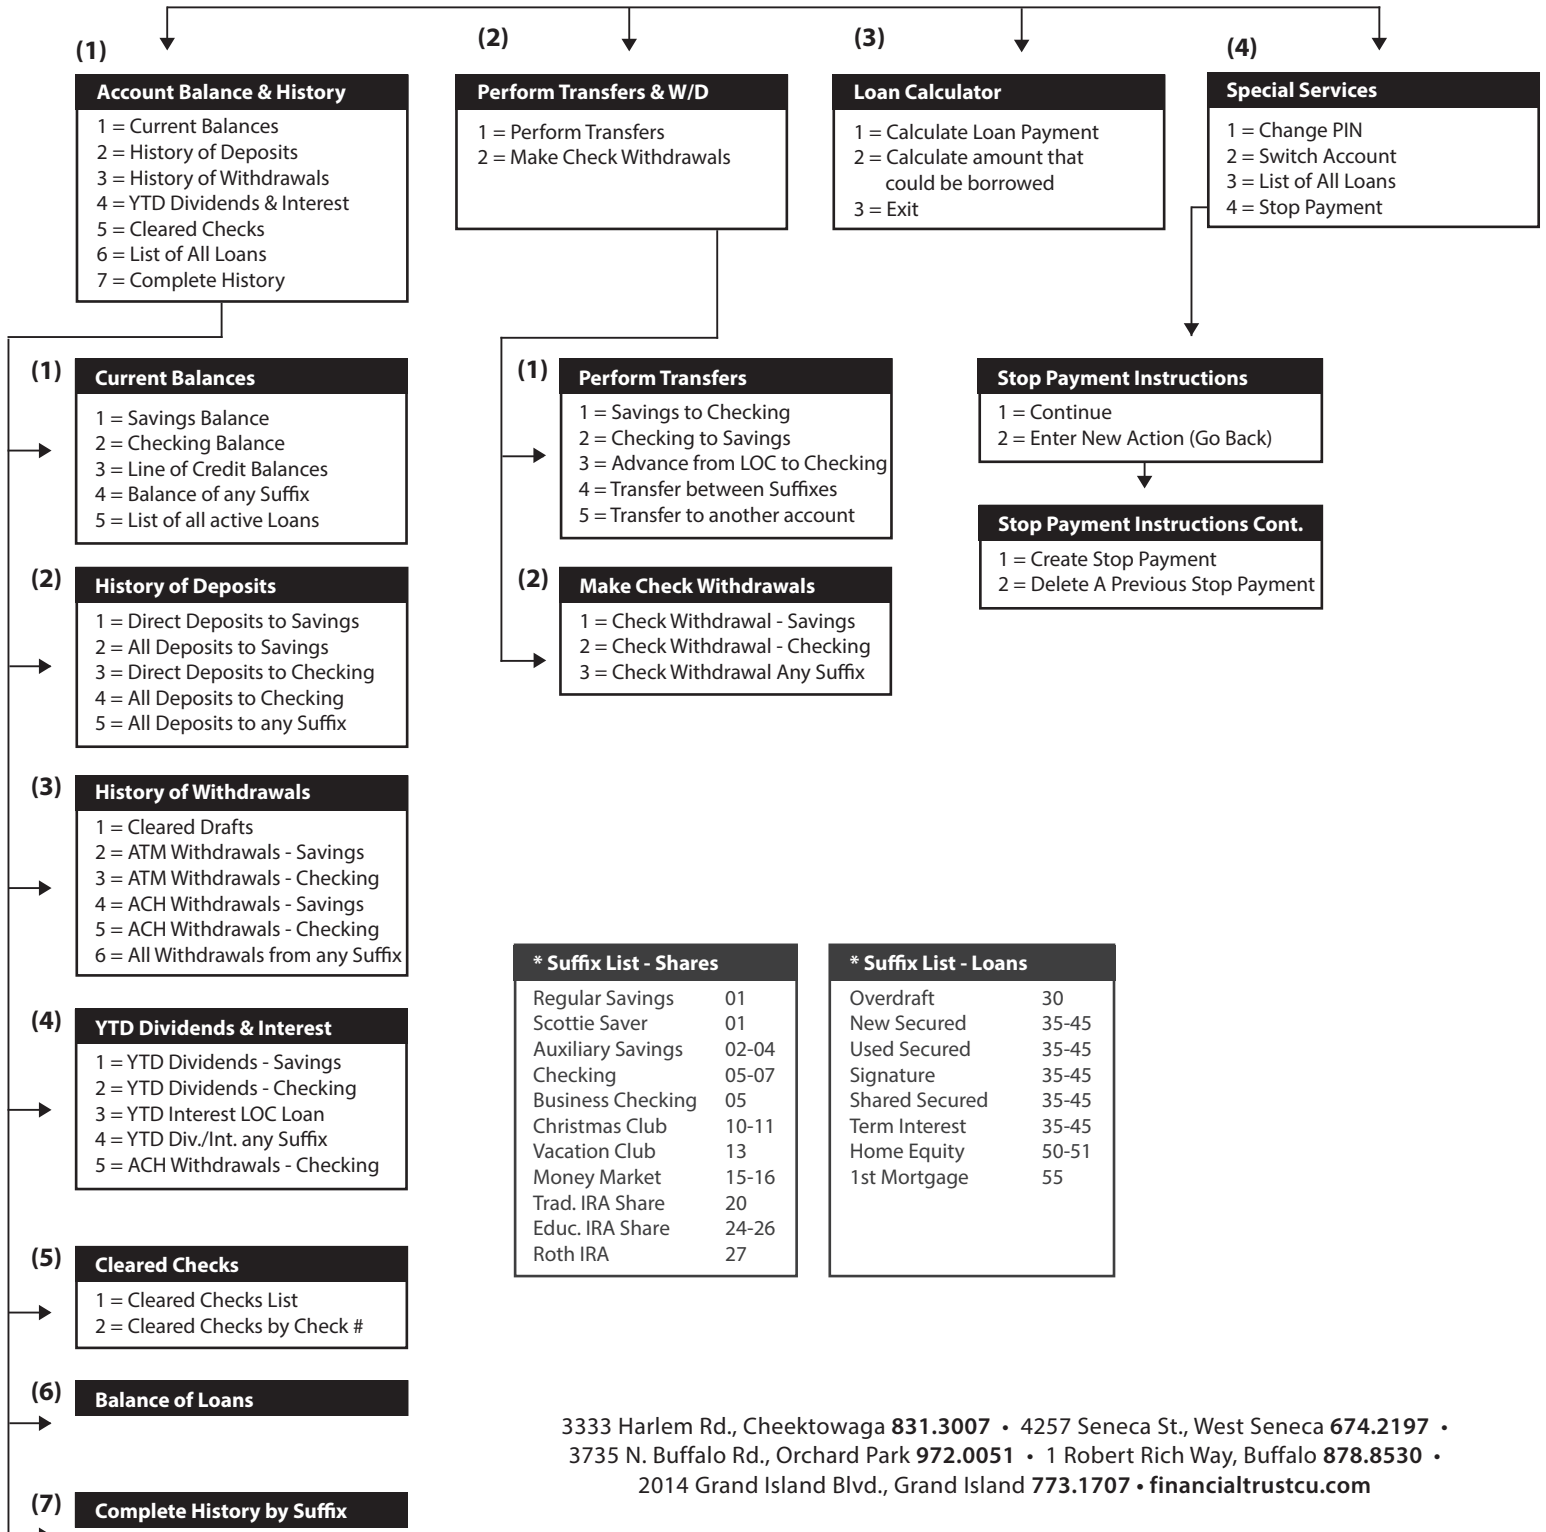 (1)
Account Balance & History
1 = Current Balances
2 = History of Deposits
3 = History of Withdrawals
4 = YTD Dividends & Interest
5 = Cleared Checks
6 = List of All Loans
7 = Complete History
(2)
Perform Transfers & W/D
1 = Perform Transfers
2 = Make Check Withdrawals
(3)
Loan Calculator
1 = Calculate Loan Payment
2 = Calculate amount that
could be borrowed
3 = Exit
(4)
Special Services
1 = Change PIN
2 = Switch Account
3 = List of All Loans
4 = Stop Payment
(1)
Current Balances
1 = Savings Balance
2 = Checking Balance
3 = Line of Credit Balances
4 = Balance of any Suffix
5 = List of all active Loans
(2)
History of Deposits
1 = Direct Deposits to Savings
2 = All Deposits to Savings
3 = Direct Deposits to Checking
4 = All Deposits to Checking
5 = All Deposits to any Suffix
(3)
History of Withdrawals
1 = Cleared Drafts
2 = ATM Withdrawals - Savings
3 = ATM Withdrawals - Checking
4 = ACH Withdrawals - Savings
5 = ACH Withdrawals - Checking
6 = All Withdrawals from any Suffix
(4)
YTD Dividends & Interest
1 = YTD Dividends - Savings
2 = YTD Dividends - Checking
3 = YTD Interest LOC Loan
4 = YTD Div./Int. any Suffix
5 = ACH Withdrawals - Checking
(5)
Cleared Checks
1 = Cleared Checks List
2 = Cleared Checks by Check #
(6)
Balance of Loans
(7)
Complete History by Suffix
(1)
Perform Transfers
1 = Savings to Checking
2 = Checking to Savings
3 = Advance from LOC to Checking
4 = Transfer between Suffixes
5 = Transfer to another account
(2)
Make Check Withdrawals
1 = Check Withdrawal - Savings
2 = Check Withdrawal - Checking
3 = Check Withdrawal Any Suffix
Stop Payment Instructions
1 = Continue
2 = Enter New Action (Go Back)
Stop Payment Instructions Cont.
1 = Create Stop Payment
2 = Delete A Previous Stop Payment
* Suffix List - Shares
Regular Savings 01
Scottie Saver 01
Auxiliary Savings 02-04
Checking 05-07
Business Checking 05
Christmas Club 10-11
Vacation Club 13
Money Market 15-16
Trad. IRA Share 20
Educ. IRA Share 24-26
Roth IRA 27
* Suffix List - Loans
Overdraft 30
New Secured 35-45
Used Secured 35-45
Signature 35-45
Shared Secured 35-45
Term Interest 35-45
Home Equity 50-51
1st Mortgage 55
3333 Harlem Rd., Cheektowaga 831.3007 • 4257 Seneca St., West Seneca 674.2197 •
3735 N. Buffalo Rd., Orchard Park 972.0051 • 1 Robert Rich Way, Buffalo 878.8530 •
2014 Grand Island Blvd., Grand Island 773.1707 • financialtrustcu.com